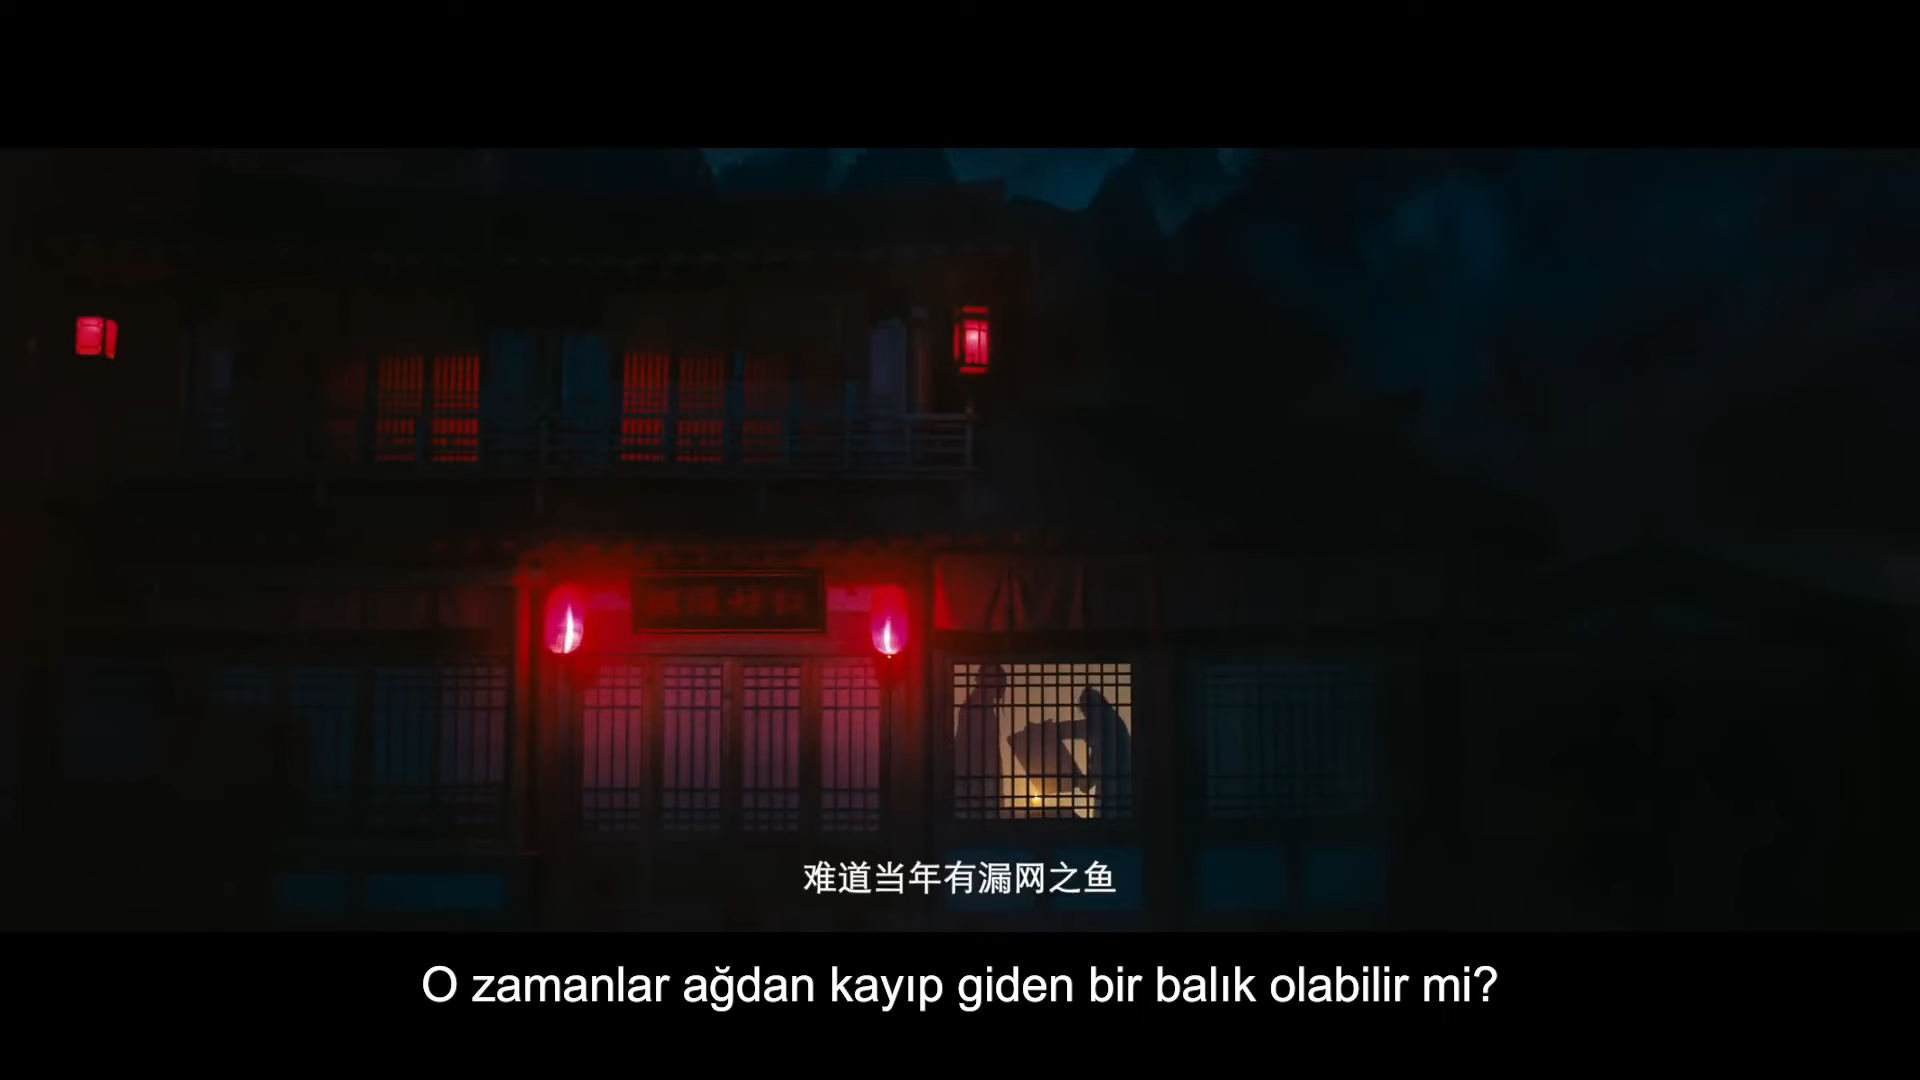 难道当年有漏网之鱼
O zamanlar ağdan kayıp giden bir balık olabilir mi?